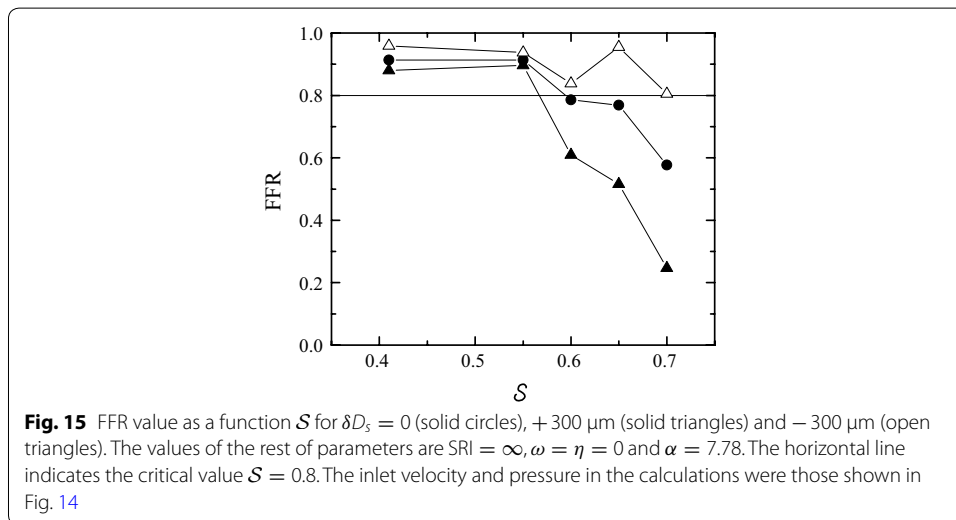 1.0
0.8
0.6
0.4
0.2
0.0
FFR
0.4 0.5 0.6 0.7
𝒮
Fig. 15 FFR value as a function 𝒮 for δDₛ = 0 (solid circles), + 300 μm (solid triangles) and − 300 μm (open
triangles). The values of the rest of parameters are SRI = ∞, ω = η = 0 and α = 7.78. The horizontal line
indicates the critical value 𝒮 = 0.8. The inlet velocity and pressure in the calculations were those shown in
Fig. 14